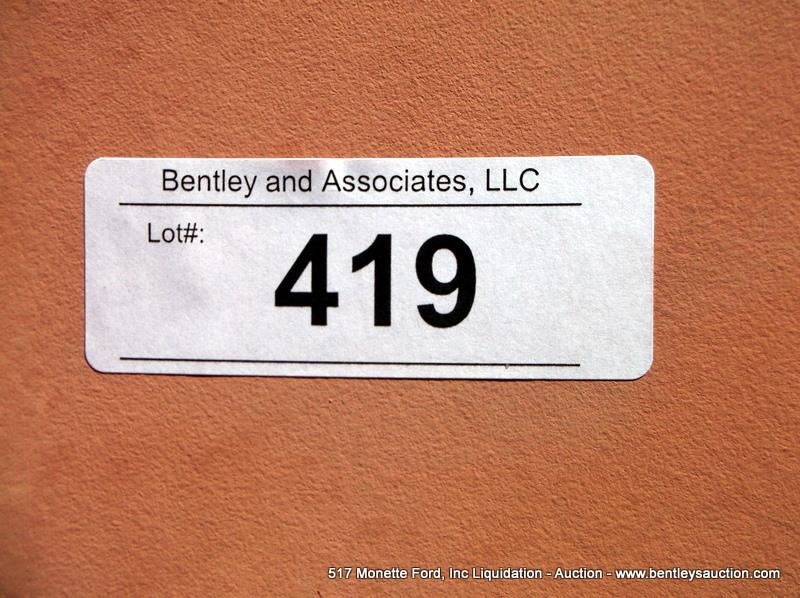 Bentley and Associates, LLC
Lot#:
419
517 Monette Ford, Inc Liquidation - Auction - www.bentleysauction.com